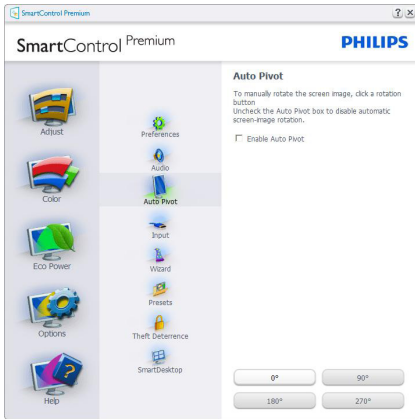 SmartControl Premium
SmartControl Premium
PHILIPS
Adjust
Color
Eco Power
Options
Help
Preferences
Audio
Auto Pivot
Input
Wizard
Presets
Theft Deterrence
SmartDesktop
Auto Pivot
To manually rotate the screen image, click a rotation
button
Uncheck the Auto Pivot box to disable automatic
screen-image rotation.
Enable Auto Pivot
0°
90°
180°
270°